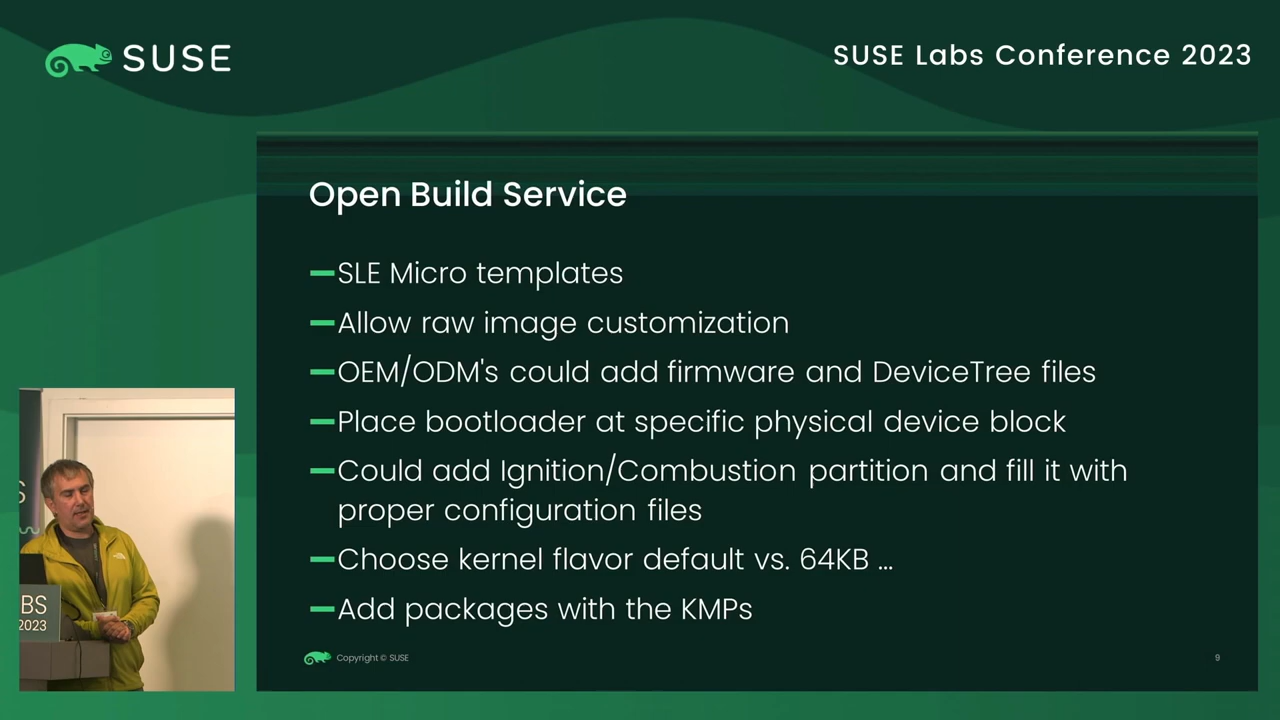 SUSE
SUSE Labs Conference 2023
Open Build Service
SLE Micro templates
Allow raw image customization
OEM/ODM's could add firmware and DeviceTree files
Place bootloader at specific physical device block
Could add Ignition/Combustion partition and fill it with
proper configuration files
Choose kernel flavor default vs. 64KB ...
Add packages with the KMPs
Copyright © SUSE
9
S
BS
2023